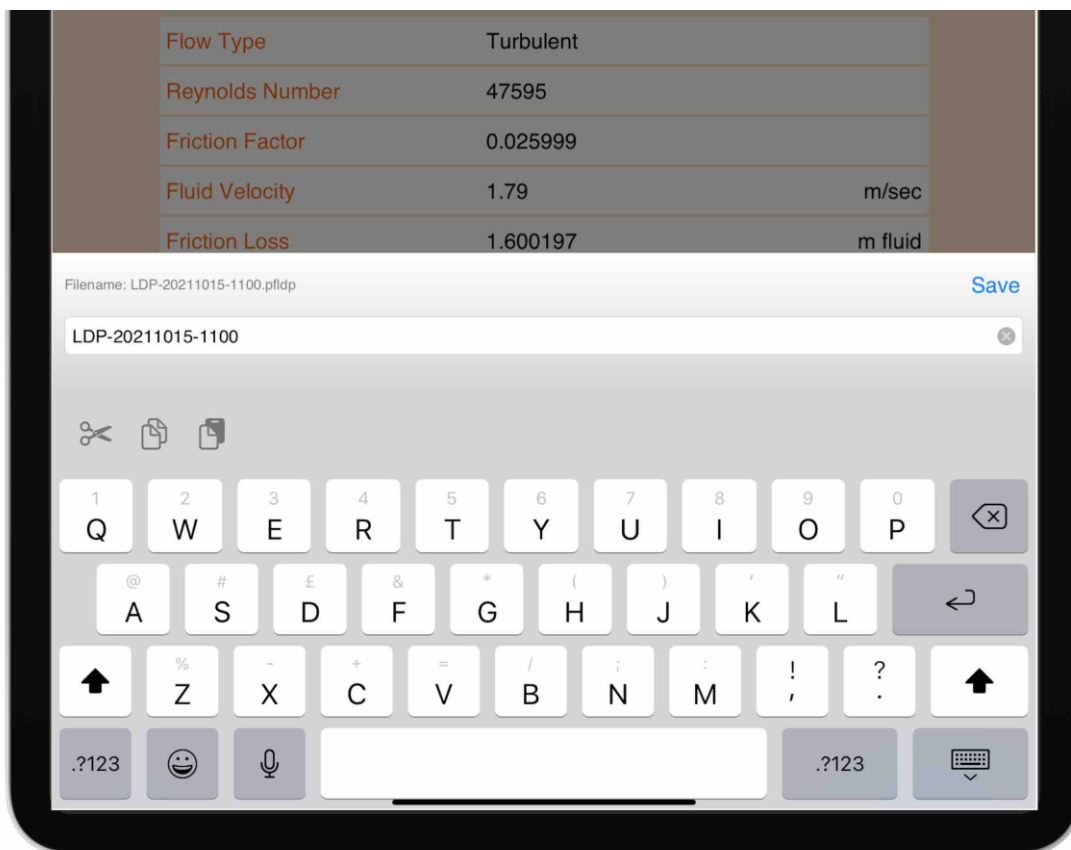 Flow Type Turbulent
Reynolds Number 47595
Friction Factor 0.025999
Fluid Velocity 1.79 m/sec
Friction Loss 1.600197 m fluid
Filename: LDP-20211015-1100.pfldp Save
LDP-20211015-1100
1 2 3 4 5 6 7 8 9 0
Q W E R T Y U I O P
@ # £ & * ( ) ' "
A S D F G H J K L
% - + = / ; : ! ?
Z X C V B N M , .
.?123 .?123